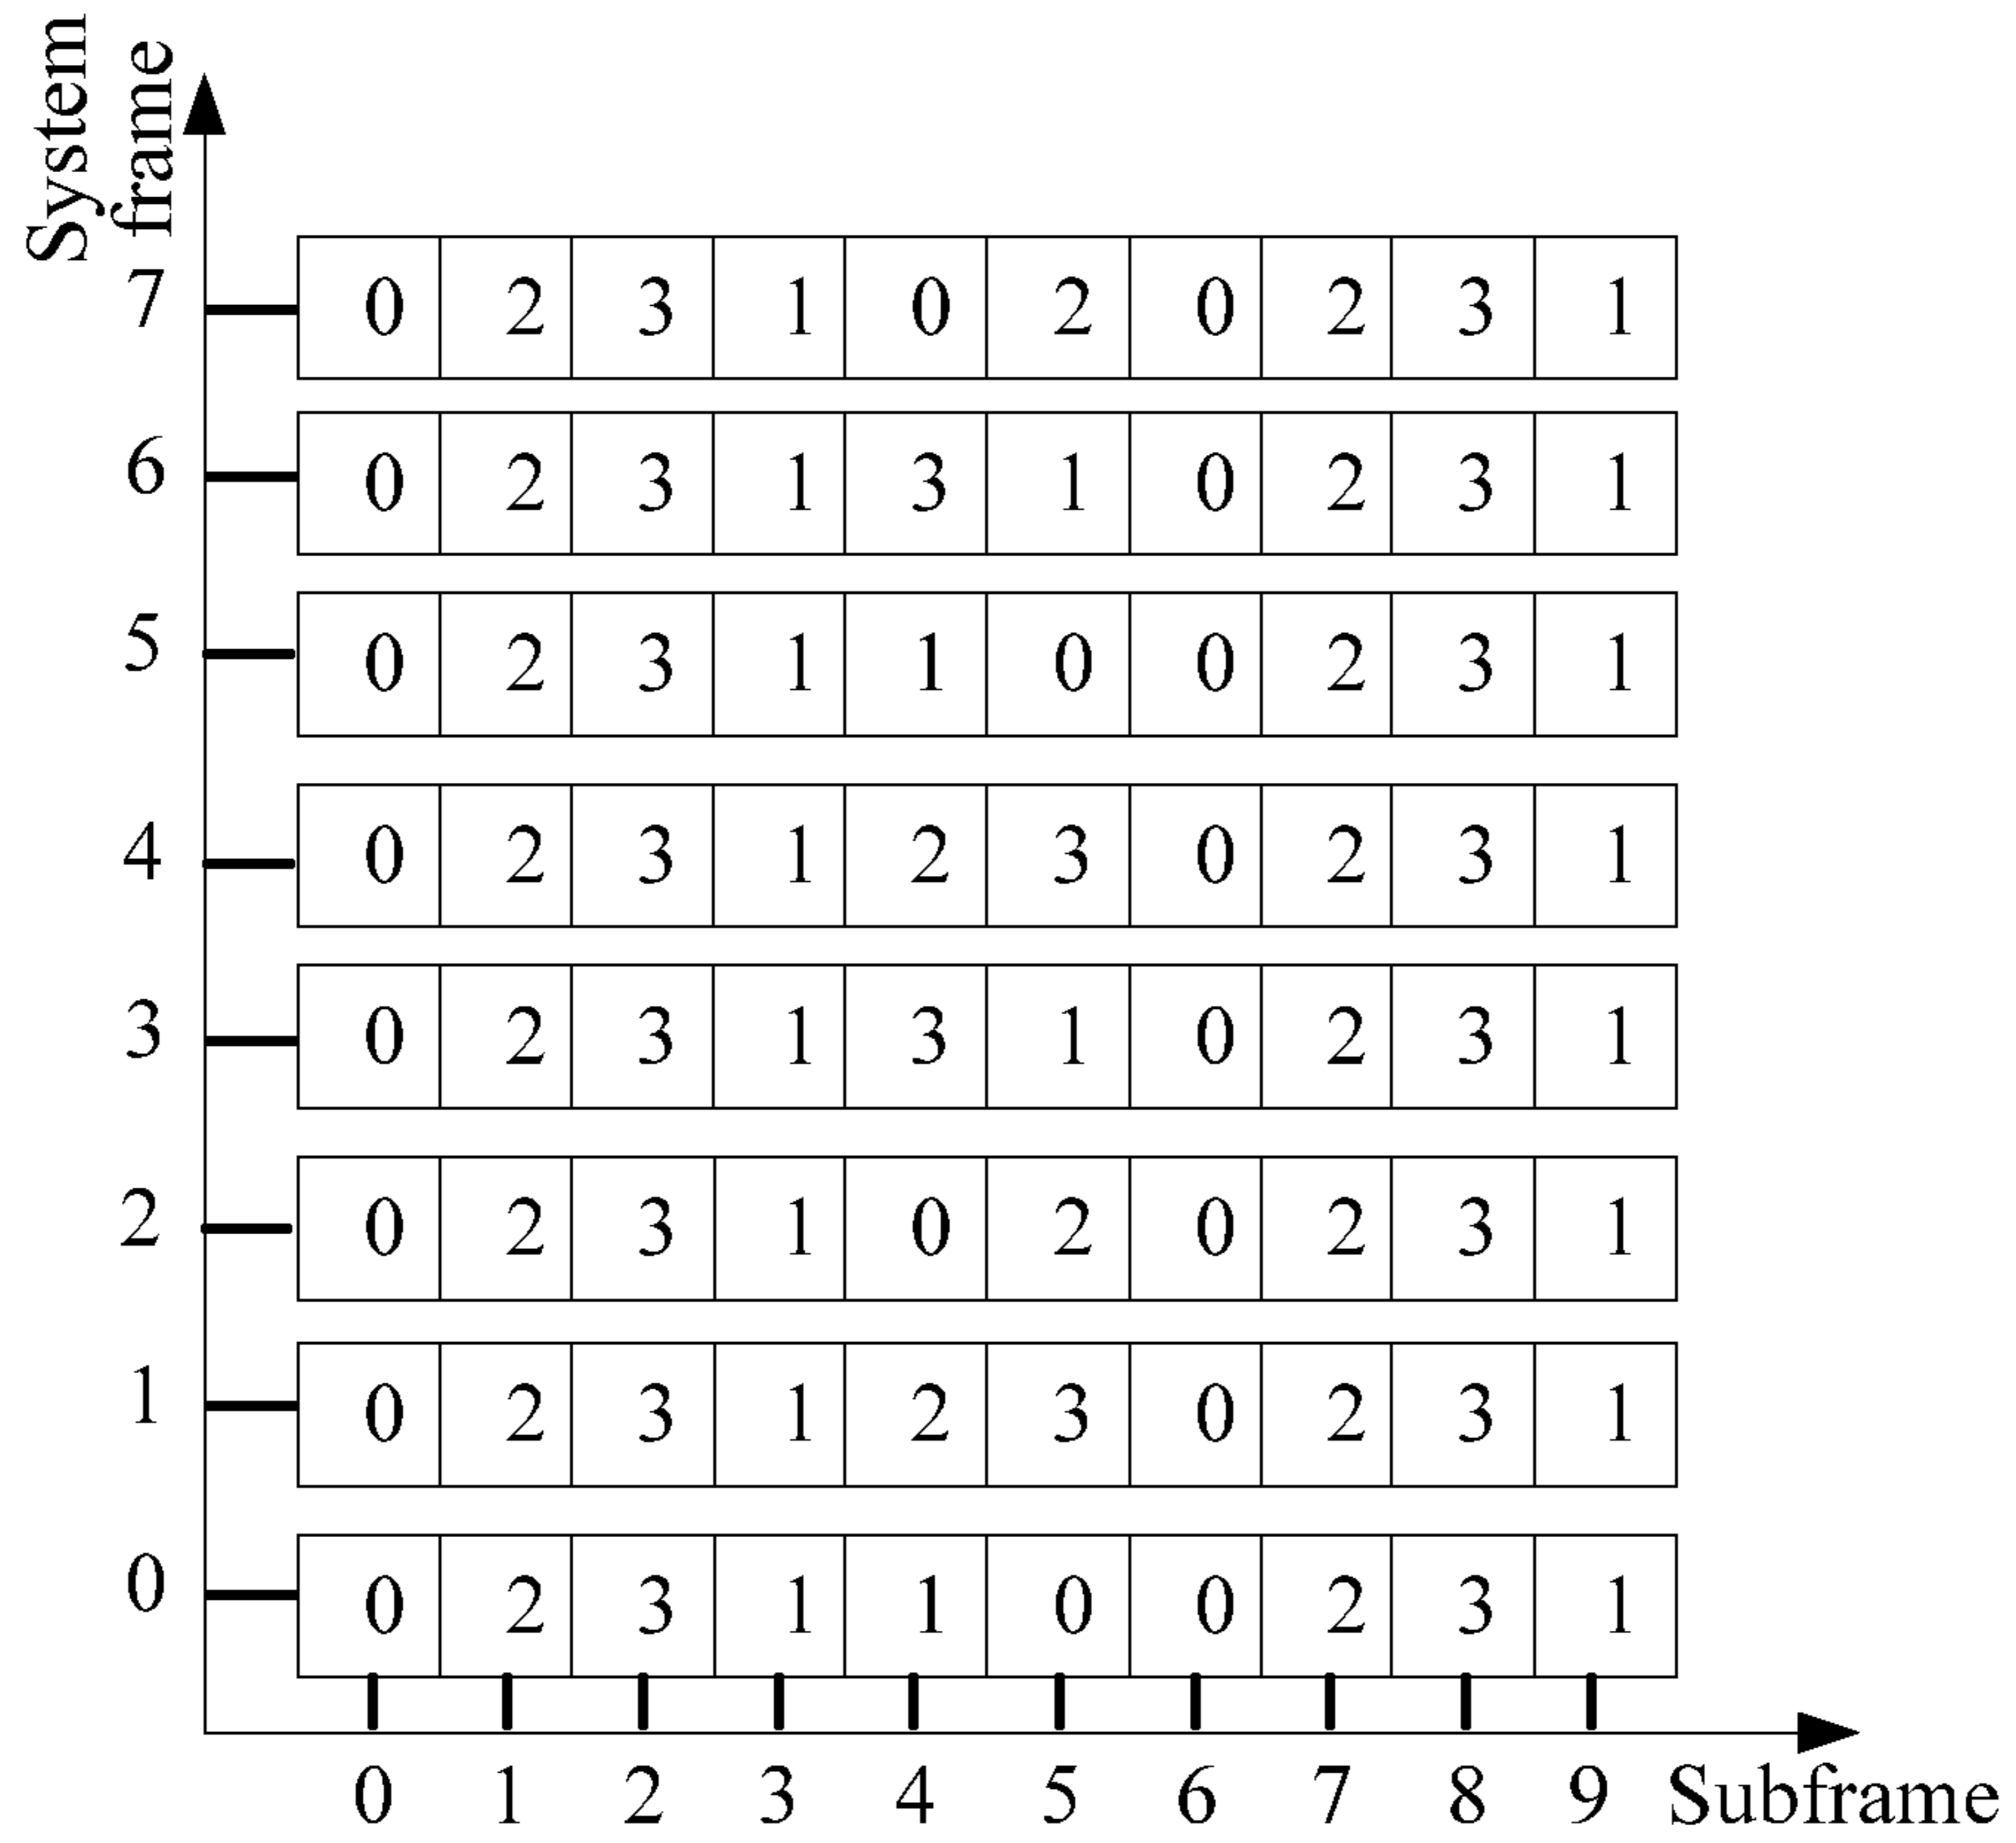 System
frame
7 0 2 3 1 0 2 0 2 3 1
6 0 2 3 1 3 1 0 2 3 1
5 0 2 3 1 1 0 0 2 3 1
4 0 2 3 1 2 3 0 2 3 1
3 0 2 3 1 3 1 0 2 3 1
2 0 2 3 1 0 2 0 2 3 1
1 0 2 3 1 2 3 0 2 3 1
0 0 2 3 1 1 0 0 2 3 1
0 1 2 3 4 5 6 7 8 9 Subframe